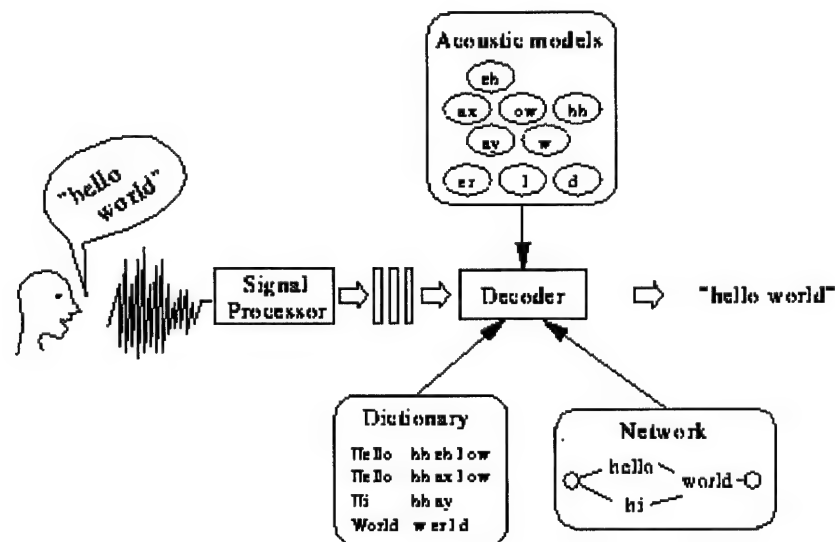 Acoustic models
eh
ax ow hh
ay w
er l d
"hello
world"
Signal
Processor
Decoder
"hello world"
Dictionary
Hello hh eh l ow
Hello hh ax l ow
Hi hh ay
World w er l d
Network
hello
world
hi